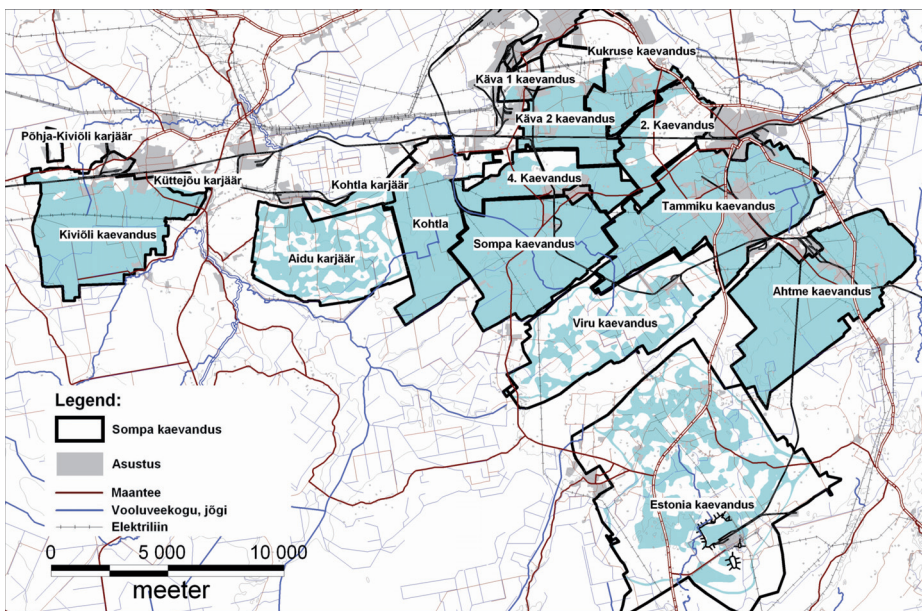 Kukruse kaevandus
Käva 1 kaevandus
Käva 2 kaevandus
2. Kaevandus
Põhja-Kiviõli karjäär
Küttejõu karjäär
Kohtla karjäär
4. Kaevandus
Tammiku kaevandus
Kiviõli kaevandus
Kohtla
Sompa kaevandus
Aidu karjäär
Ahtme kaevandus
Viru kaevandus
Estonia kaevandus
Legend:
Sompa kaevandus
Asustus
Maantee
Vooluveekogu, jõgi
Elektriliin
0 5 000 10 000
meeter